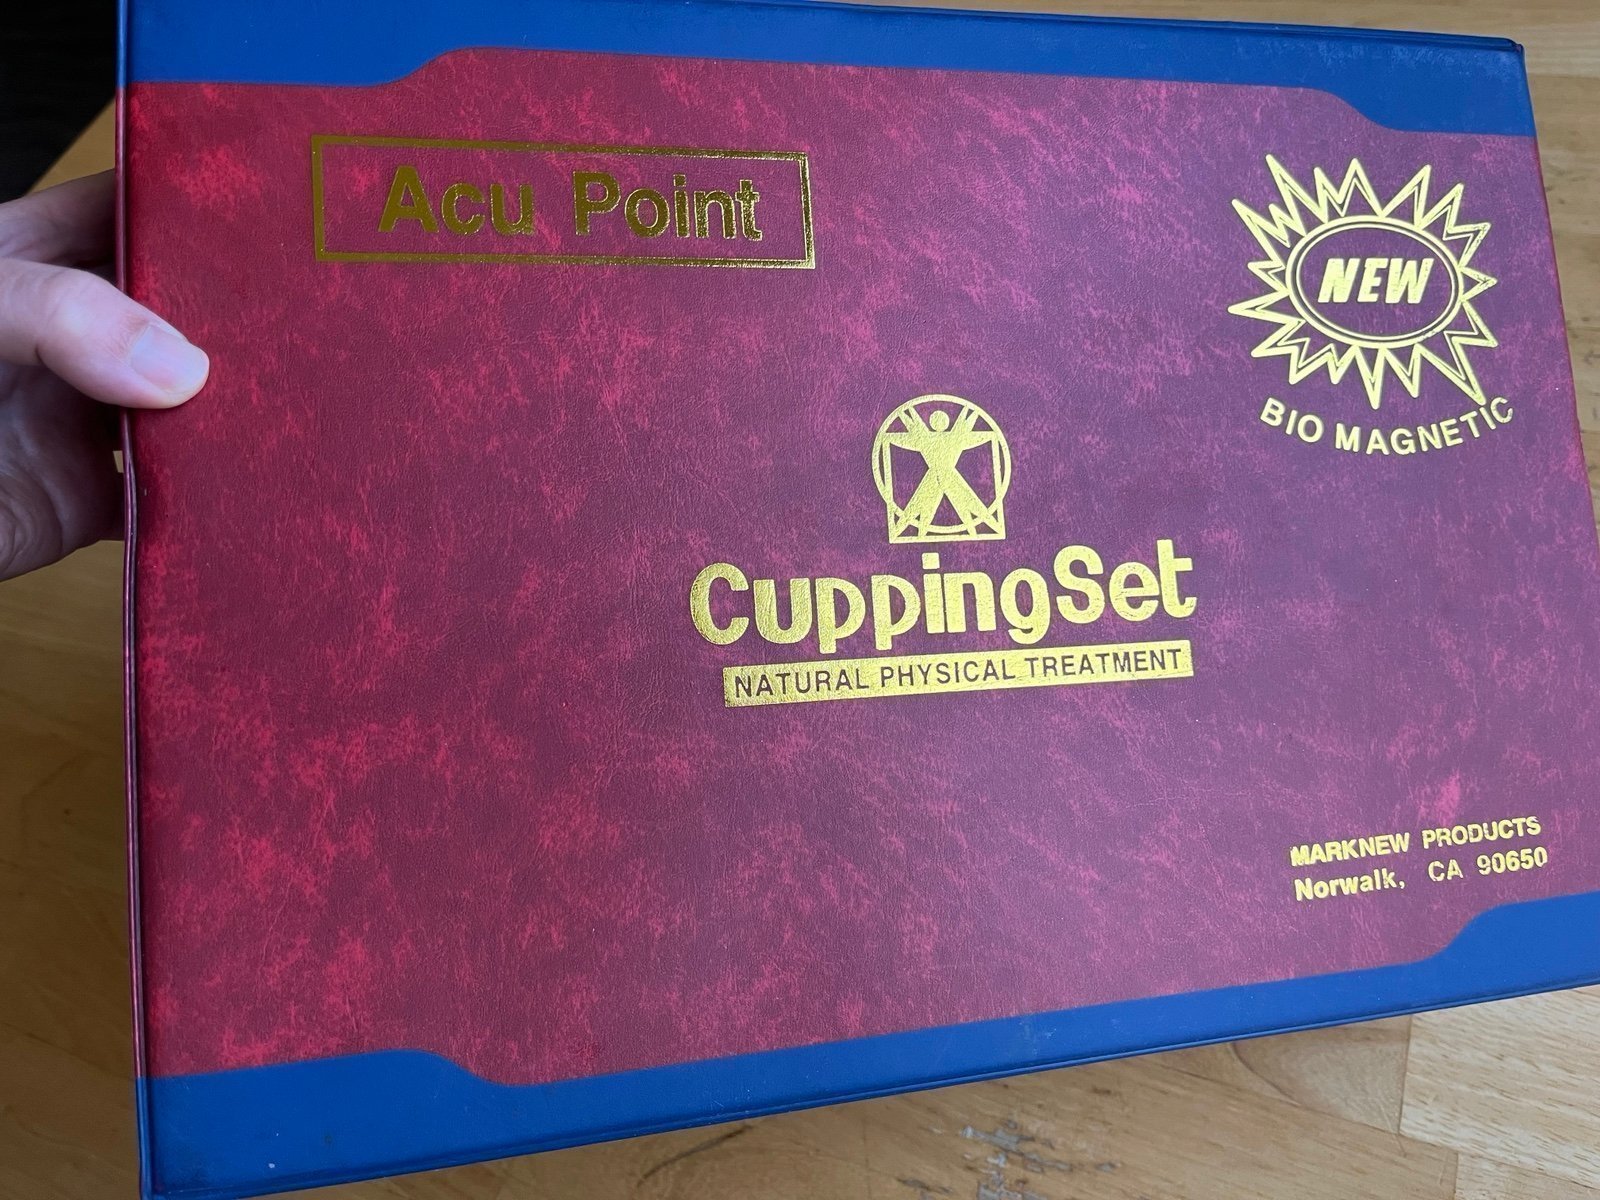 Acu Point
NEW
BIO MAGNETIC
CuppingSet
NATURAL PHYSICAL TREATMENT
MARKNEW PRODUCTS
Norwalk, CA 90650